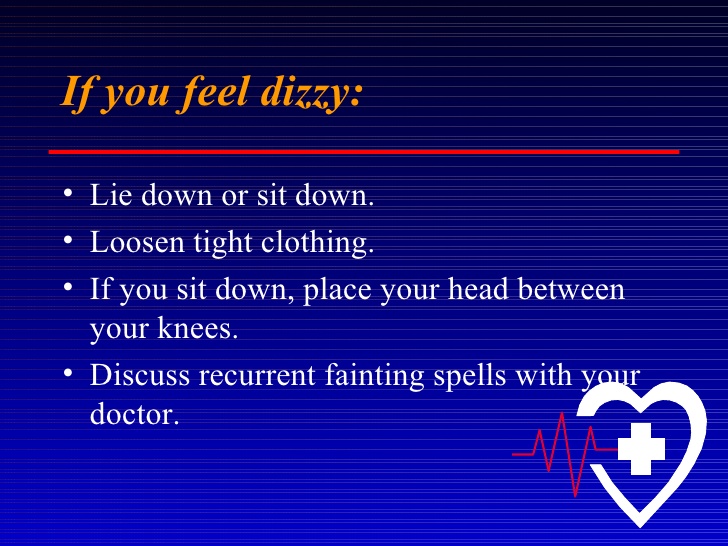 If you feel dizzy:
• Lie down or sit down.
• Loosen tight clothing.
• If you sit down, place your head between
your knees.
• Discuss recurrent fainting spells with your
doctor.